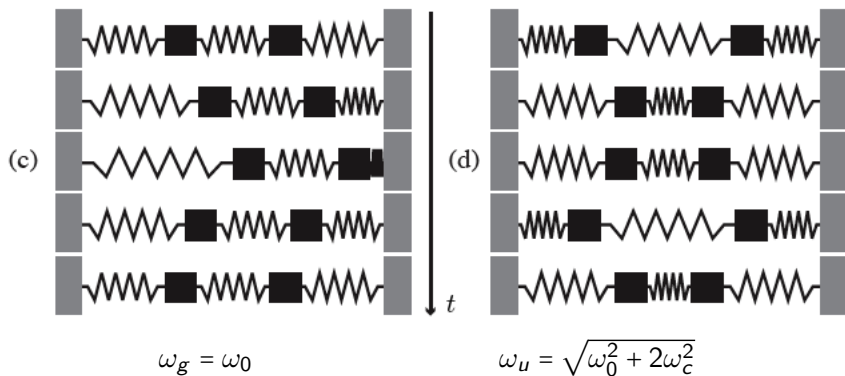 (c)
(d)
t
ω_g = ω_0
ω_u = √(ω_0^2 + 2ω_c^2)